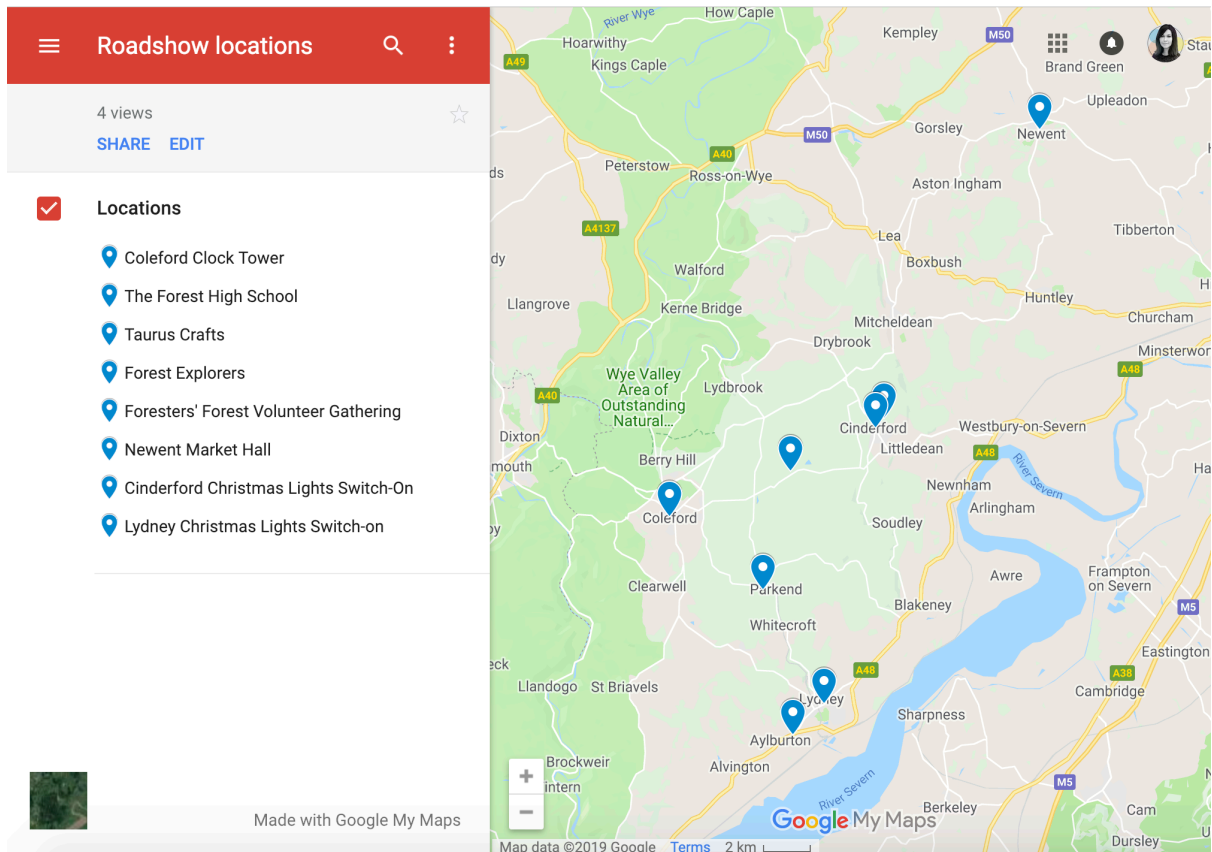 Roadshow locations
4 views
SHARE EDIT
Locations
Coleford Clock Tower
The Forest High School
Taurus Crafts
Forest Explorers
Foresters' Forest Volunteer Gathering
Newent Market Hall
Cinderford Christmas Lights Switch-On
Lydney Christmas Lights Switch-on
Made with Google My Maps
River Wye
How Caple
Hoarwithy
Kempley
M50
A49
Kings Caple
Brand Green
Upleadon
Gorsley
Newent
M50
A40
Peterstow
Ross-on-Wye
Aston Ingham
A4137
Lea
Tibberton
Boxbush
Walford
Llangrove
Kerne Bridge
Huntley
Churcham
Mitcheldean
Drybrook
Minsterwor
A48
Wye Valley
Area of
Outstanding
Natural...
Lydbrook
A40
Dixton
mouth
Cinderford
Westbury-on-Severn
Littledean
A48
Berry Hill
River Severn
Newnham
Arlingham
Coleford
Soudley
Clearwell
Parkend
Awre
Frampton
on Severn
Blakeney
M5
Whitecroft
Eastington
A48
A38
Llandogo
St Briavels
Lydney
Cambridge
Sharpness
Aylburton
Brockweir
Alvington
intern
M5
River Severn
Berkeley
Cam
Dursley
Google My Maps
+
−
Map data ©2019 Google Terms 2 km